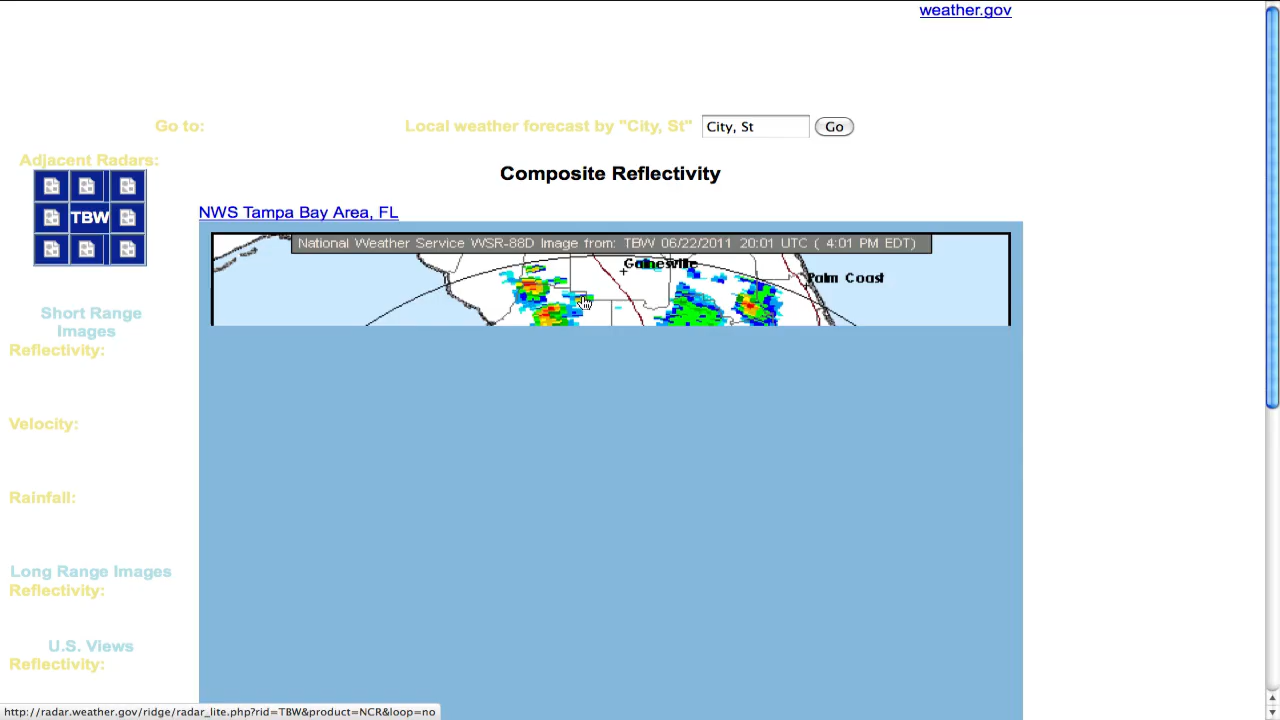 weather.gov
Go to:
Local weather forecast by "City, St"
City, St
Go
Adjacent Radars:
TBW
Composite Reflectivity
NWS Tampa Bay Area, FL
National Weather Service WSR-88D Image from: TBW 06/22/2011 20:01 UTC ( 4:01 PM EDT)
Gainesville
Palm Coast
Short Range
Images
Reflectivity:
Velocity:
Rainfall:
Long Range Images
Reflectivity:
U.S. Views
Reflectivity:
http://radar.weather.gov/ridge/radar_lite.php?rid=TBW&product=NCR&loop=no